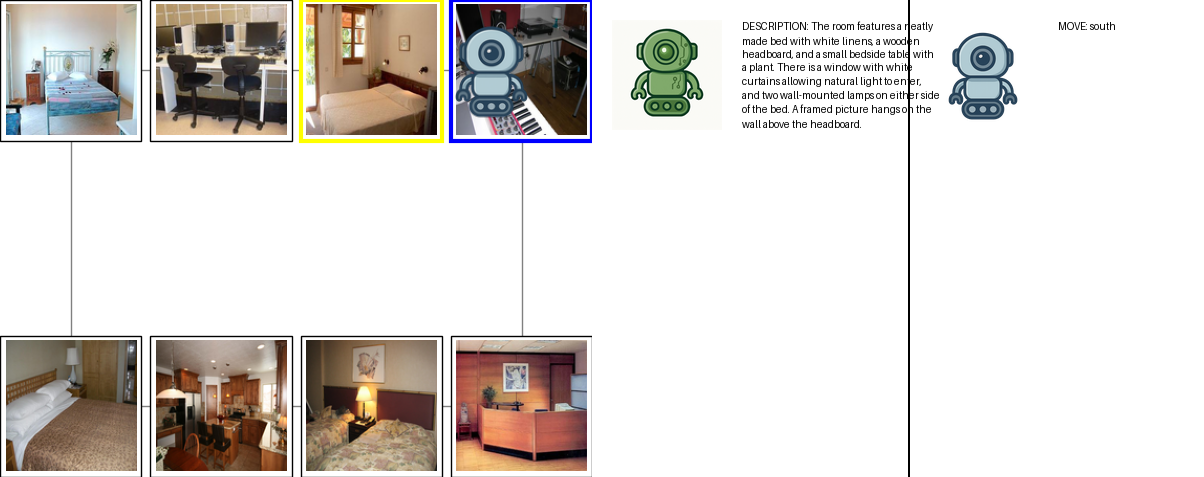 DESCRIPTION: The room features a neatly
made bed with white linens, a wooden
headboard, and a small bedside table with
a plant. There is a window with white
curtains allowing natural light to enter,
and two wall-mounted lamps on either side
of the bed. A framed picture hangs on the
wall above the headboard.
MOVE: south